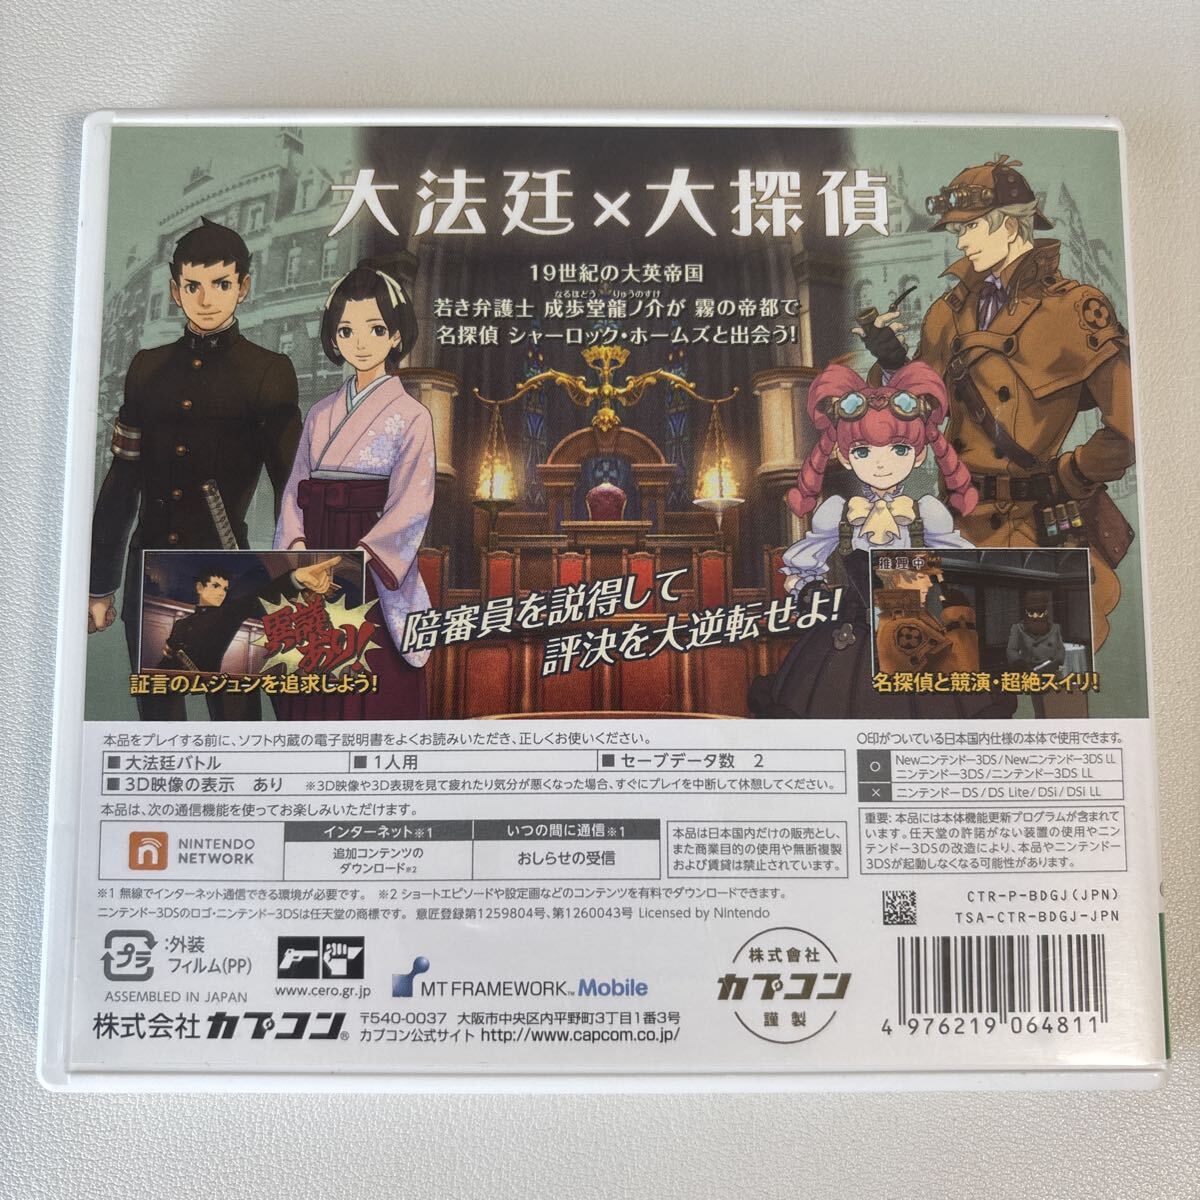 大法廷×大探偵
19世紀の大英帝国
なるほどう りゅうのすけ
若き弁護士 成歩堂龍ノ介が 霧の帝都で
名探偵 シャーロック・ホームズと出会う!
異議あり!
推理中
陪審員を説得して
評決を大逆転せよ!
証言のムジュンを追求しよう!
名探偵と競演・超絶スイリ!
本品をプレイする前に、ソフト内蔵の電子説明書をよくお読みいただき、正しくお使いください。
■大法廷バトル ■1人用 ■セーブデータ数 2
■3D映像の表示 あり ※3D映像や3D表現を見て疲れたり気分が悪くなった場合、すぐにプレイを中断して休憩してください。
本品は、次の通信機能を使ってお楽しみいただけます。
NINTENDO
NETWORK
インターネット※1
追加コンテンツの
ダウンロード※2
いつの間に通信※1
おしらせの受信
本品は日本国内だけの販売とし、
また商業目的の使用や無断複製
および賃貸は禁止されています。
○印がついている日本国内仕様の本体で使用できます。
○ Newニンテンドー3DS/Newニンテンドー3DS LL
ニンテンドー3DS/ニンテンドー3DS LL
× ニンテンドーDS/DS Lite/DSi/DSi LL
重要: 本品には本体機能更新プログラムが含まれて
います。任天堂の許諾がない装置の使用やニン
テンドー3DSの改造により、本品やニンテンドー
3DSが起動しなくなる可能性があります。
※1 無線でインターネット通信できる環境が必要です。 ※2 ショートエピソードや設定画などのコンテンツを有料でダウンロードできます。
ニンテンドー3DSのロゴ・ニンテンドー3DSは任天堂の商標です。 意匠登録第1259804号、第1260043号 Licensed by Nintendo
CTR-P-BDGJ(JPN)
TSA-CTR-BDGJ-JPN
プラ
:外装
フィルム(PP)
ASSEMBLED IN JAPAN
www.cero.gr.jp
MT FRAMEWORK™ Mobile
株式會社
カプコン
謹製
株式会社カプコン®
〒540-0037 大阪市中央区内平野町3丁目1番3号
カプコン公式サイト http://www.capcom.co.jp/
4 976219 064811